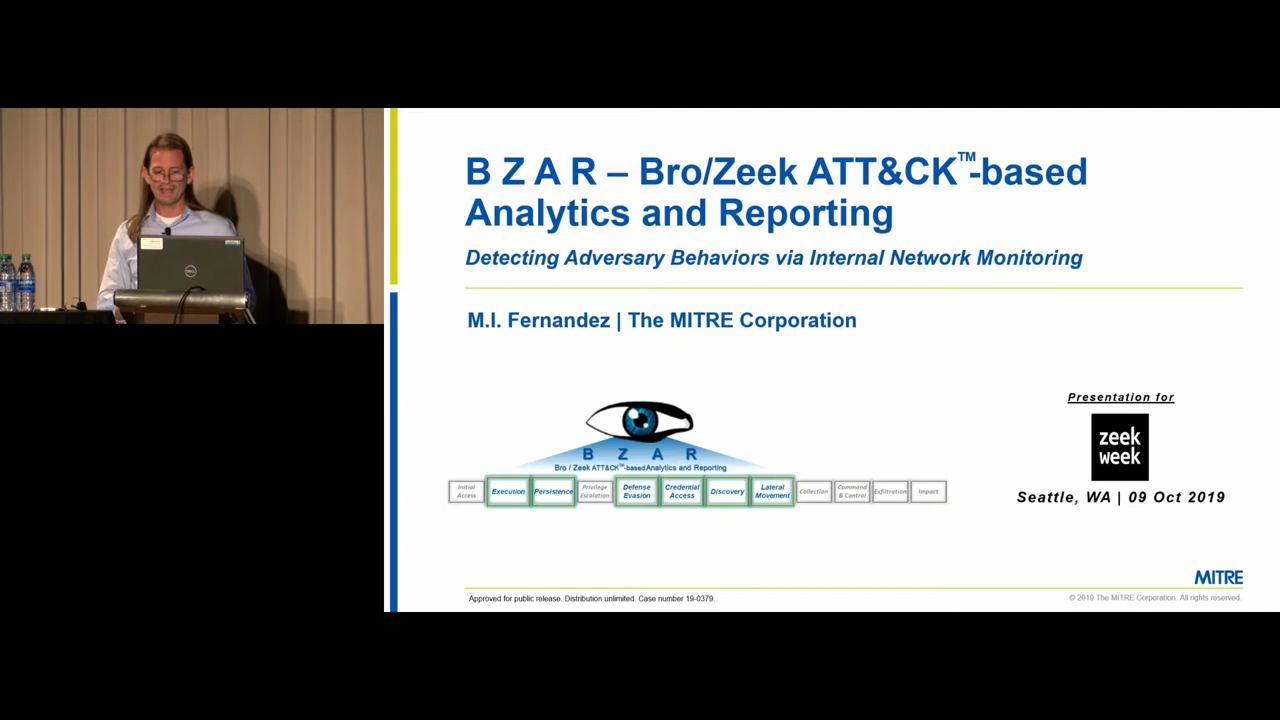 B Z A R – Bro/Zeek ATT&CK™-based
Analytics and Reporting
Detecting Adversary Behaviors via Internal Network Monitoring
M.I. Fernandez | The MITRE Corporation
B Z A R
Bro / Zeek ATT&CK™-based Analytics and Reporting
Initial Access
Execution
Persistence
Privilege Escalation
Defense Evasion
Credential Access
Discovery
Lateral Movement
Collection
Command & Control
Exfiltration
Impact
Presentation for
zeek
week
Seattle, WA | 09 Oct 2019
MITRE
Approved for public release. Distribution unlimited. Case number 19-0379.
© 2019 The MITRE Corporation. All rights reserved.
DELL